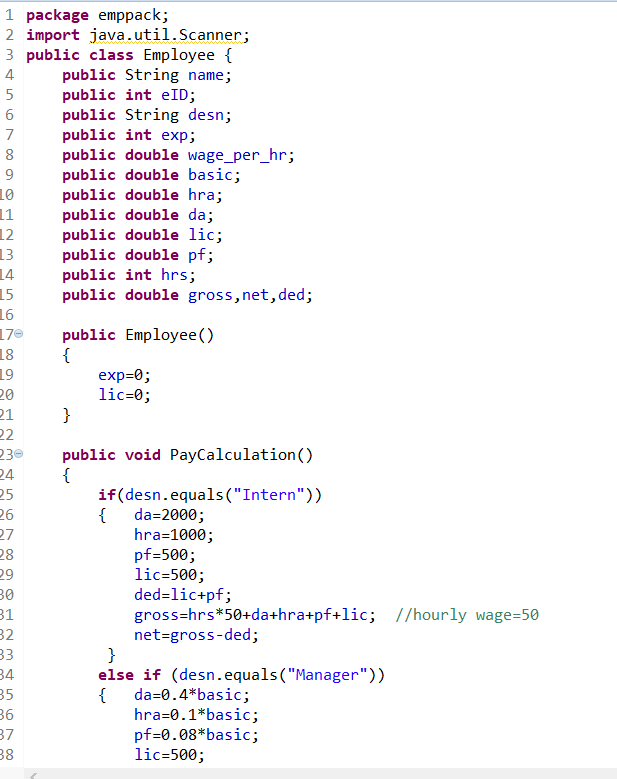 1 package emppack;
2 import java.util.Scanner;
3 public class Employee {
4     public String name;
5     public int eID;
6     public String desn;
7     public int exp;
8     public double wage_per_hr;
9     public double basic;
10     public double hra;
11     public double da;
12     public double lic;
13     public double pf;
14     public int hrs;
15     public double gross,net,ded;
16
17     public Employee()
18     {
19         exp=0;
20         lic=0;
21     }
22
23     public void PayCalculation()
24     {
25         if(desn.equals("Intern"))
26         {   da=2000;
27             hra=1000;
28             pf=500;
29             lic=500;
30             ded=lic+pf;
31             gross=hrs*50+da+hra+pf+lic;  //hourly wage=50
32             net=gross-ded;
33          }
34         else if (desn.equals("Manager"))
35         {   da=0.4*basic;
36             hra=0.1*basic;
37             pf=0.08*basic;
38             lic=500;